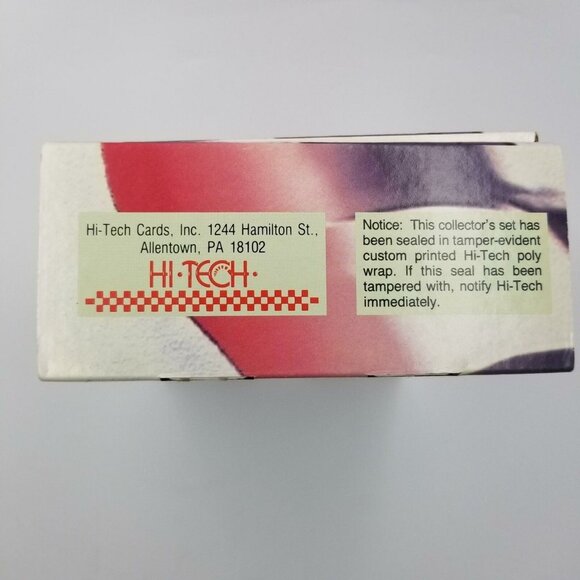 Hi-Tech Cards, Inc. 1244 Hamilton St.,
Allentown, PA 18102
HI·TECH·
Notice: This collector's set has
been sealed in tamper-evident
custom printed Hi-Tech poly
wrap. If this seal has been
tampered with, notify Hi-Tech
immediately.